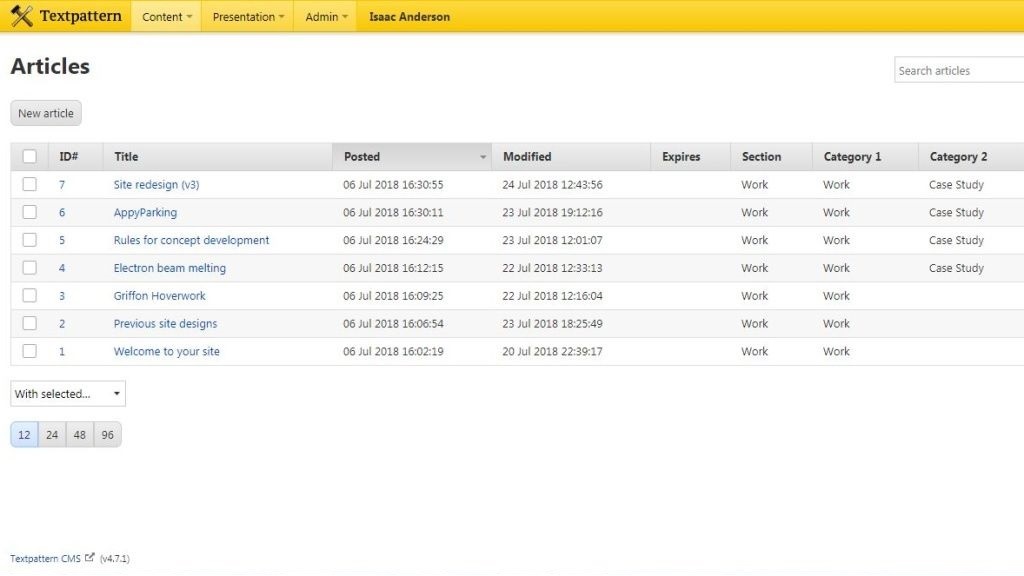 Textpattern Content Presentation Admin Isaac Anderson
Articles
Search articles
New article
ID# Title Posted Modified Expires Section Category 1 Category 2
7 Site redesign (v3) 06 Jul 2018 16:30:55 24 Jul 2018 12:43:56 Work Work Case Study
6 AppyParking 06 Jul 2018 16:30:11 23 Jul 2018 19:12:16 Work Work Case Study
5 Rules for concept development 06 Jul 2018 16:24:29 23 Jul 2018 12:01:07 Work Work Case Study
4 Electron beam melting 06 Jul 2018 16:12:15 22 Jul 2018 12:33:13 Work Work Case Study
3 Griffon Hoverwork 06 Jul 2018 16:09:25 22 Jul 2018 12:16:04 Work Work
2 Previous site designs 06 Jul 2018 16:06:54 23 Jul 2018 18:25:49 Work Work
1 Welcome to your site 06 Jul 2018 16:02:19 20 Jul 2018 22:39:17 Work Work
With selected...
12 24 48 96
Textpattern CMS (v4.7.1)